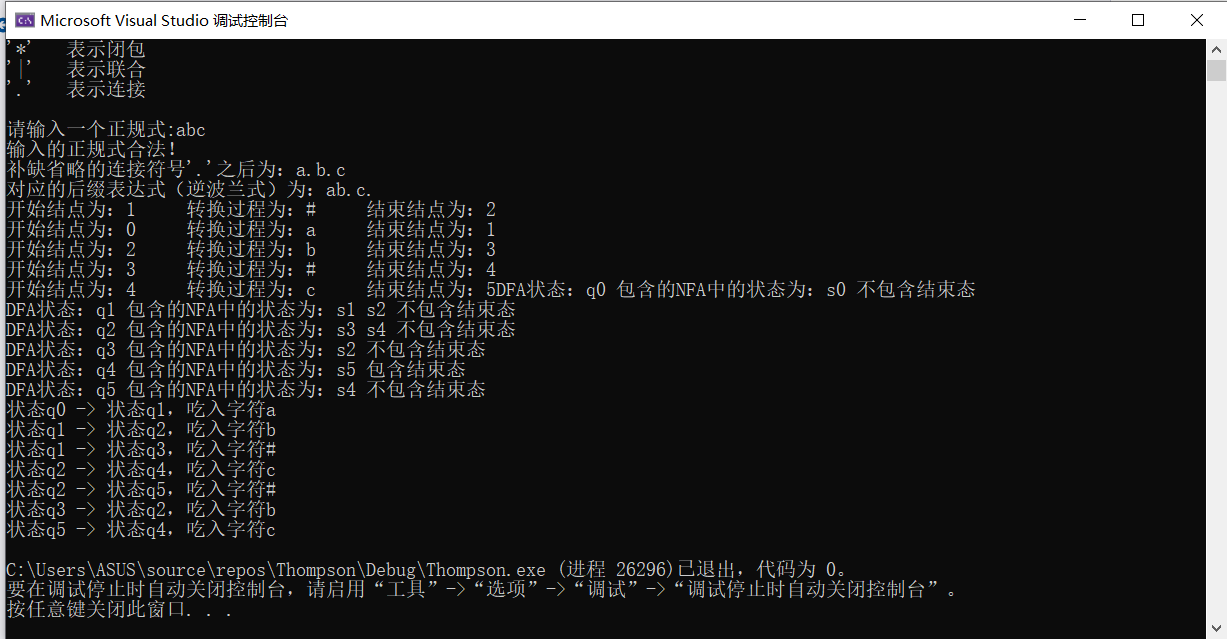 Microsoft Visual Studio 调试控制台
'*'   表示闭包
'|'   表示联合
'.'   表示连接
请输入一个正规式:abc
输入的正规式合法!
补缺省略的连接符号'.'之后为: a.b.c
对应的后缀表达式（逆波兰式）为: ab.c.
开始结点为: 1     转换过程为: #     结束结点为: 2
开始结点为: 0     转换过程为: a     结束结点为: 1
开始结点为: 2     转换过程为: b     结束结点为: 3
开始结点为: 3     转换过程为: #     结束结点为: 4
开始结点为: 4     转换过程为: c     结束结点为: 5DFA状态: q0 包含的NFA中的状态为: s0 不包含结束态
DFA状态: q1 包含的NFA中的状态为: s1 s2 不包含结束态
DFA状态: q2 包含的NFA中的状态为: s3 s4 不包含结束态
DFA状态: q3 包含的NFA中的状态为: s2 不包含结束态
DFA状态: q4 包含的NFA中的状态为: s5 包含结束态
DFA状态: q5 包含的NFA中的状态为: s4 不包含结束态
状态q0 -> 状态q1，吃入字符a
状态q1 -> 状态q2，吃入字符b
状态q1 -> 状态q3，吃入字符#
状态q2 -> 状态q4，吃入字符c
状态q2 -> 状态q5，吃入字符#
状态q3 -> 状态q2，吃入字符b
状态q5 -> 状态q4，吃入字符c
C:\Users\ASUS\source\repos\Thompson\Debug\Thompson.exe (进程 26296)已退出，代码为 0。
要在调试停止时自动关闭控制台，请启用“工具”->“选项”->“调试”->“调试停止时自动关闭控制台”。
按任意键关闭此窗口. . .